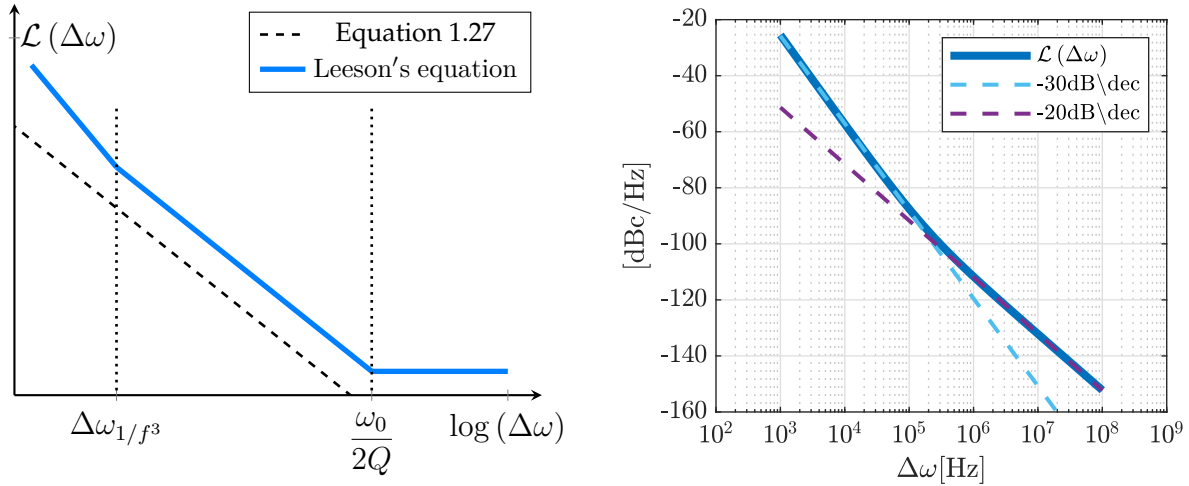 ℒ (Δω)
Equation 1.27
Leeson's equation
Δω₁/f³
ω₀
2Q
log (Δω)
-20
-40
-60
-80
-100
-120
-140
-160
[dBc/Hz]
ℒ (Δω)
-30dB\dec
-20dB\dec
10² 10³ 10⁴ 10⁵ 10⁶ 10⁷ 10⁸ 10⁹
Δω[Hz]